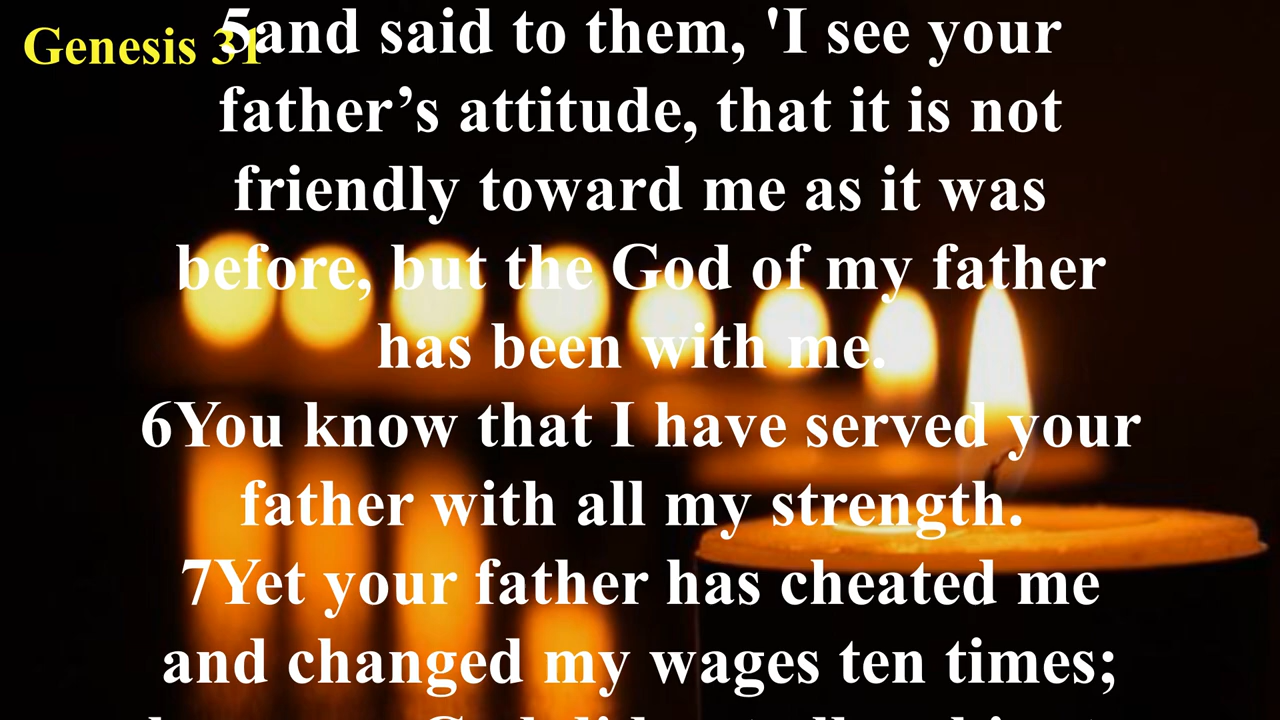 Genesis 31
5and said to them, 'I see your
father’s attitude, that it is not
friendly toward me as it was
before, but the God of my father
has been with me.
6You know that I have served your
father with all my strength.
7Yet your father has cheated me
and changed my wages ten times;